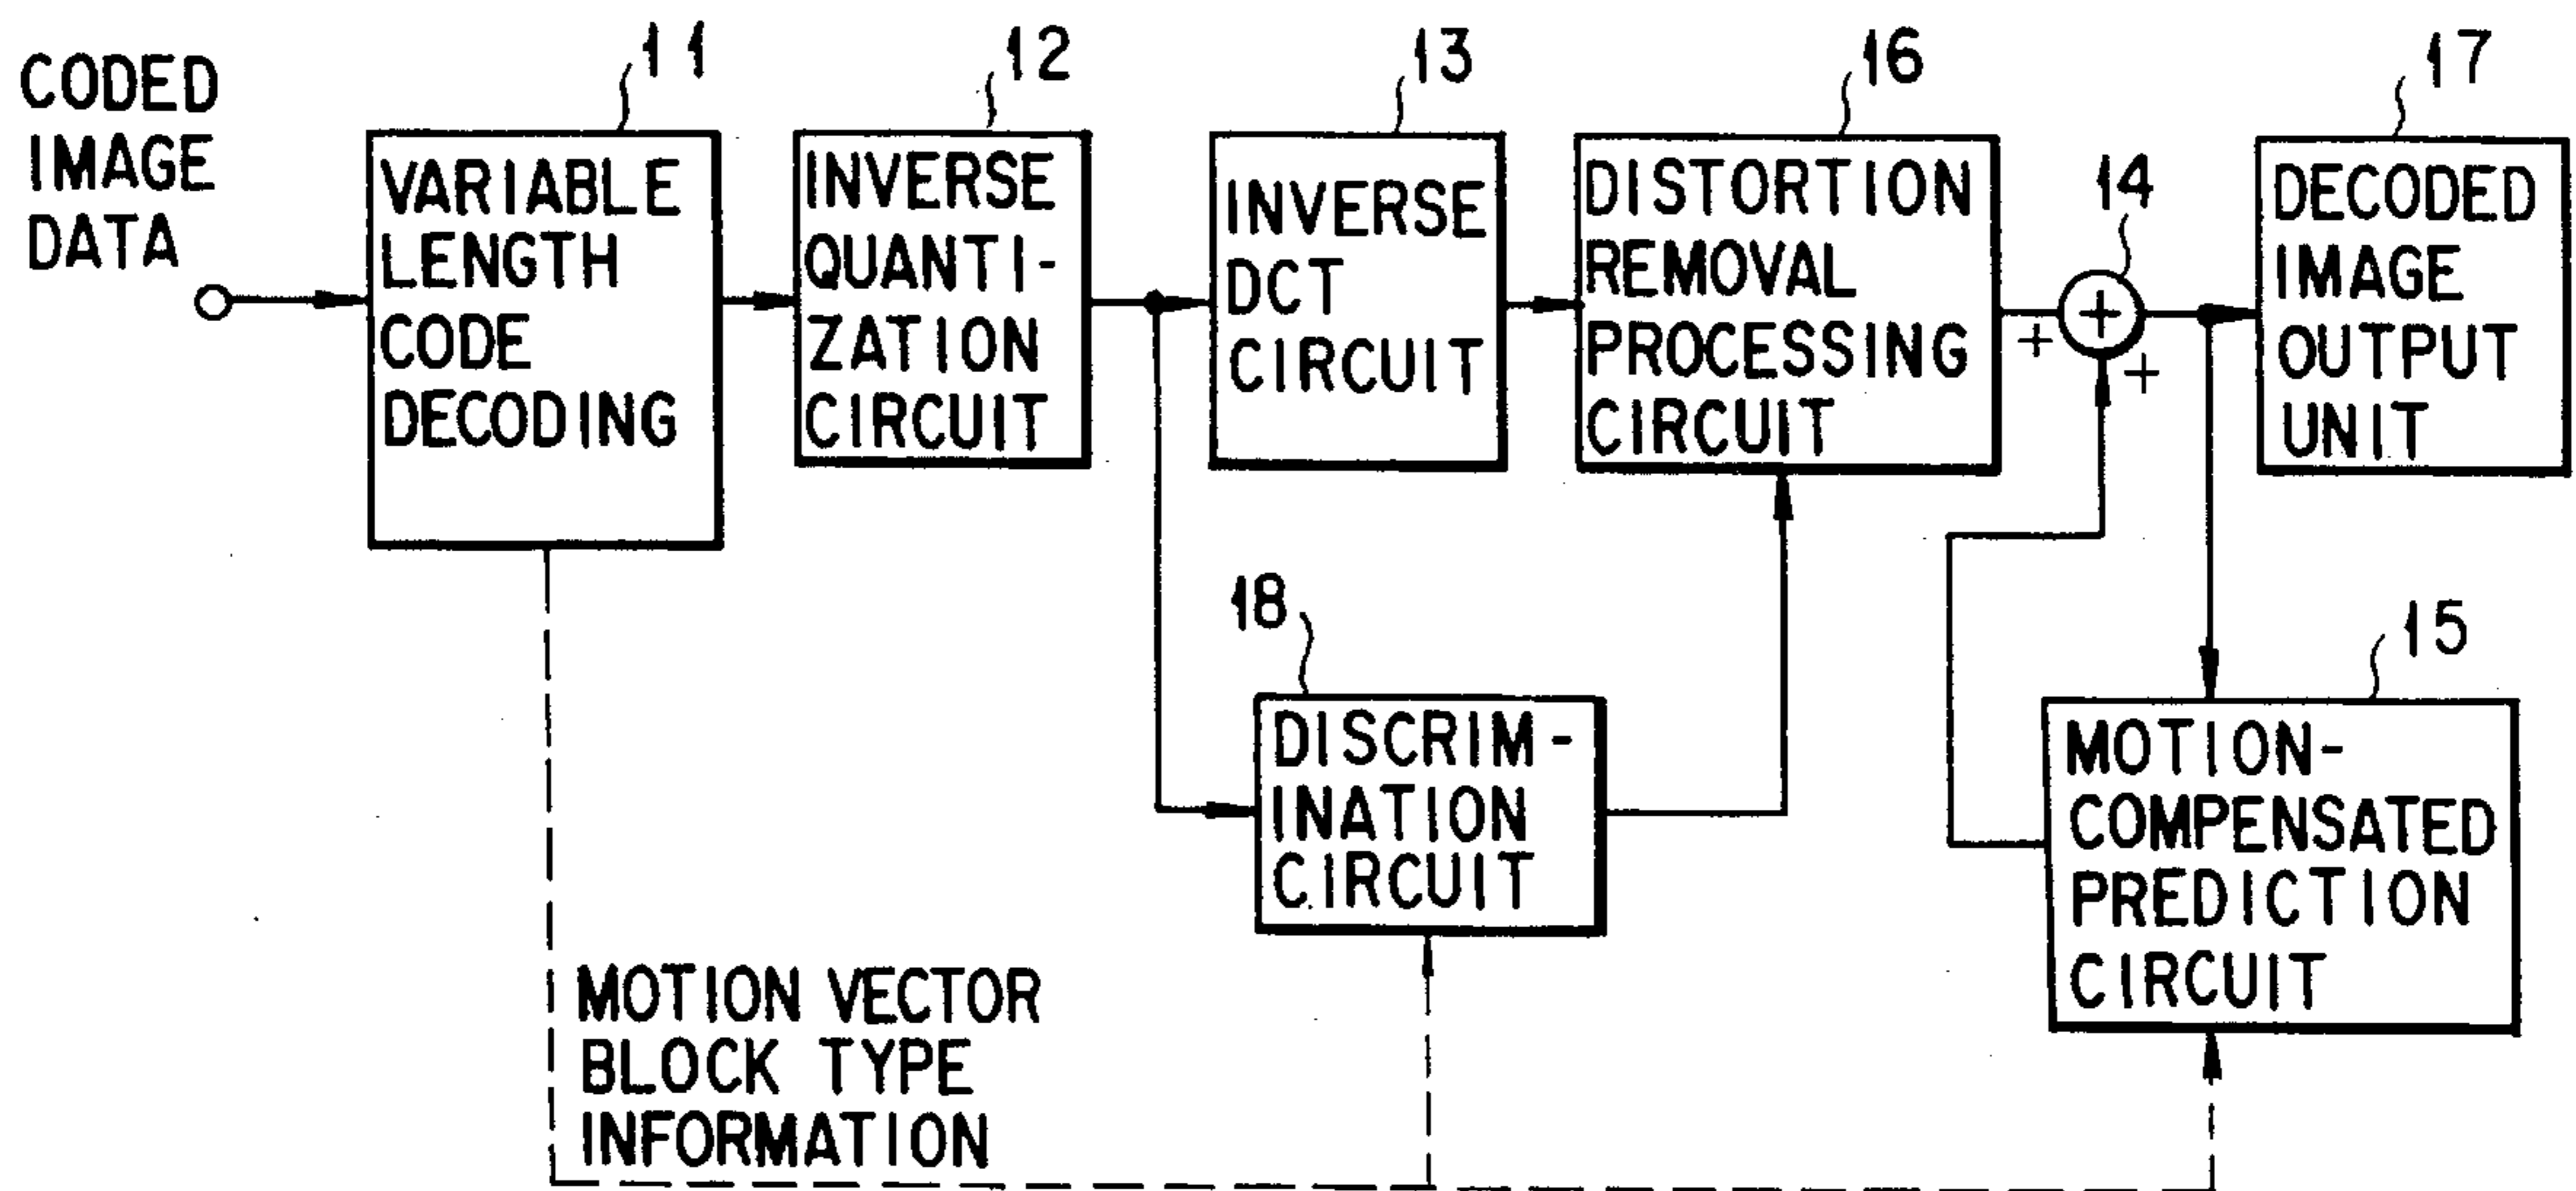 CODED
IMAGE
DATA
11
VARIABLE
LENGTH
CODE
DECODING
12
INVERSE
QUANTI-
ZATION
CIRCUIT
13
INVERSE
DCT
CIRCUIT
16
DISTORTION
REMOVAL
PROCESSING
CIRCUIT
14
+
+
+
17
DECODED
IMAGE
OUTPUT
UNIT
18
DISCRIM-
INATION
CIRCUIT
15
MOTION-
COMPENSATED
PREDICTION
CIRCUIT
MOTION VECTOR
BLOCK TYPE
INFORMATION